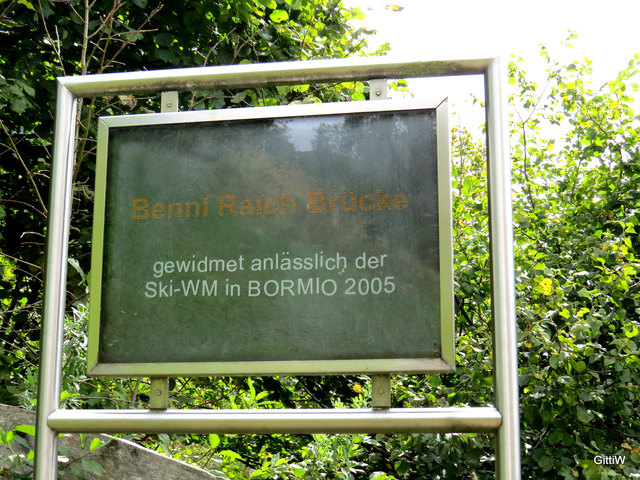 Benni Raich Brücke
gewidmet anlässlich der
Ski-WM in BORMIO 2005
GittiW